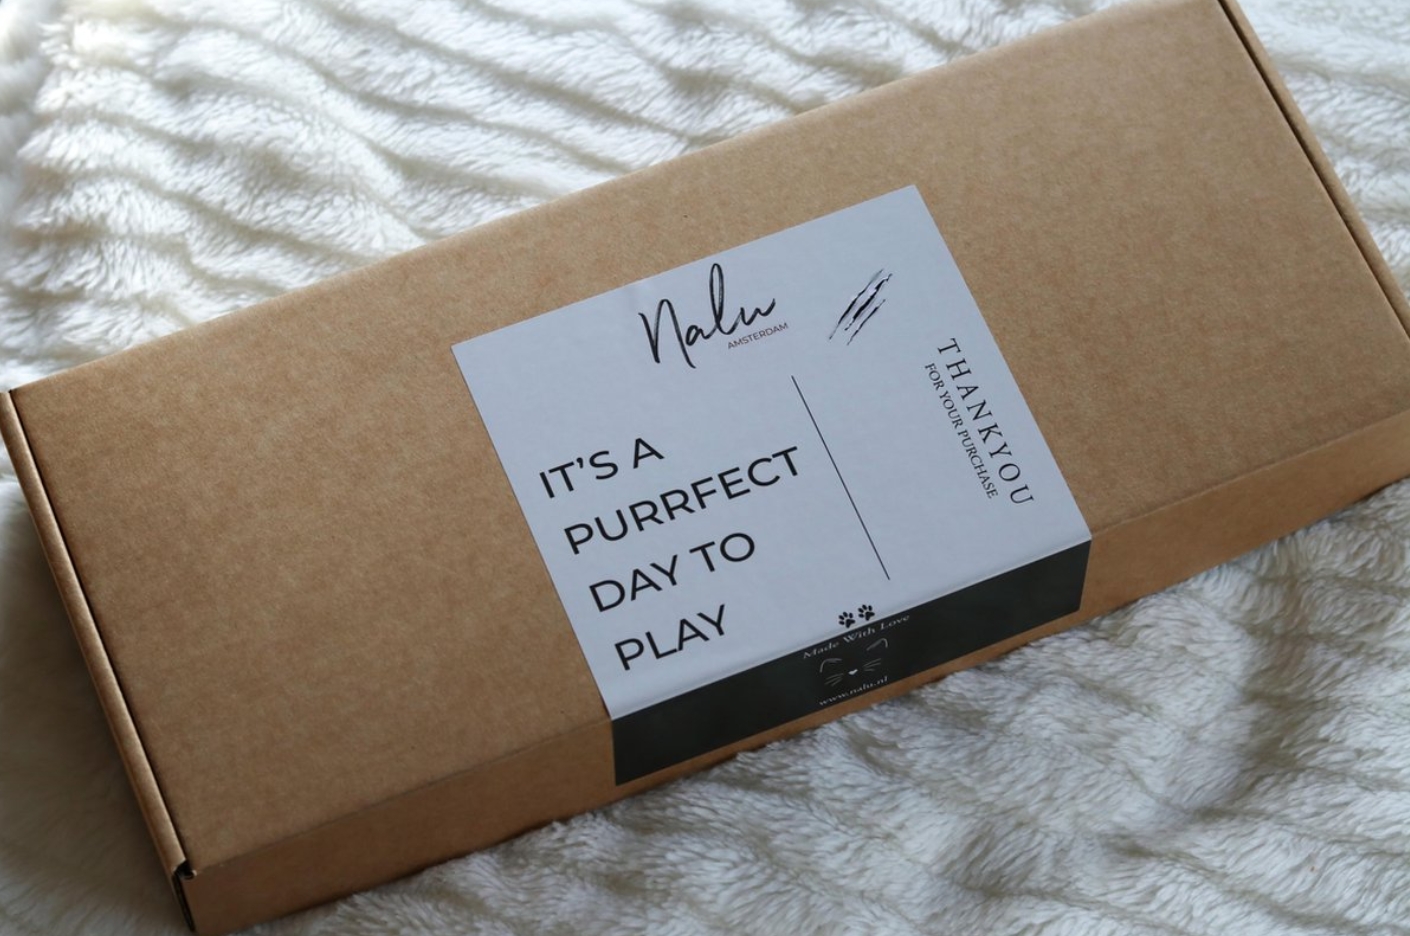 Nalu
AMSTERDAM
IT'S A
PURRFECT
DAY TO
PLAY
THANKYOU
FOR YOUR PURCHASE
Made With Love
www.nalu.nl